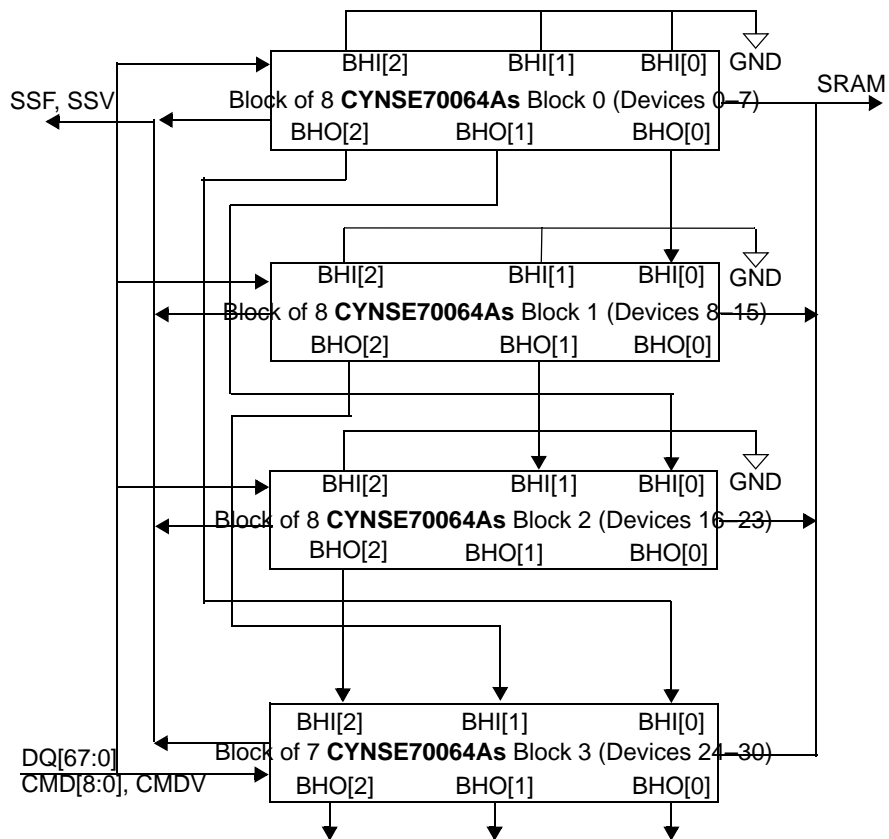 BHI[2] BHI[1] BHI[0] GND
SSF, SSV
SRAM
Block of 8 CYNSE70064As Block 0 (Devices 0–7)
BHO[2] BHO[1] BHO[0]
BHI[2] BHI[1] BHI[0] GND
Block of 8 CYNSE70064As Block 1 (Devices 8–15)
BHO[2] BHO[1] BHO[0]
BHI[2] BHI[1] BHI[0] GND
Block of 8 CYNSE70064As Block 2 (Devices 16–23)
BHO[2] BHO[1] BHO[0]
BHI[2] BHI[1] BHI[0]
DQ[67:0]
Block of 7 CYNSE70064As Block 3 (Devices 24–30)
CMD[8:0], CMDV
BHO[2] BHO[1] BHO[0]